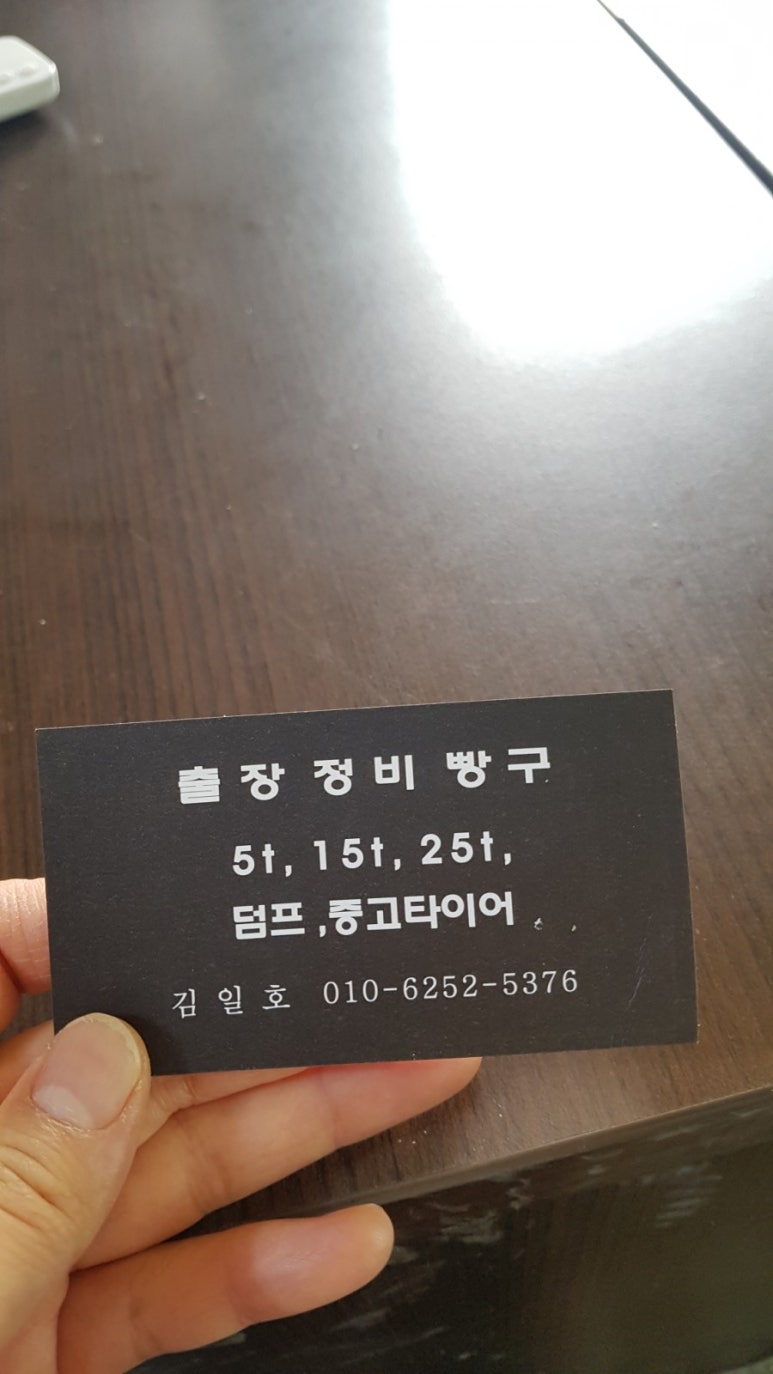 출장 정비 빵구
5t, 15t, 25t,
덤프 ,중고타이어
김 일 호 010-6252-5376